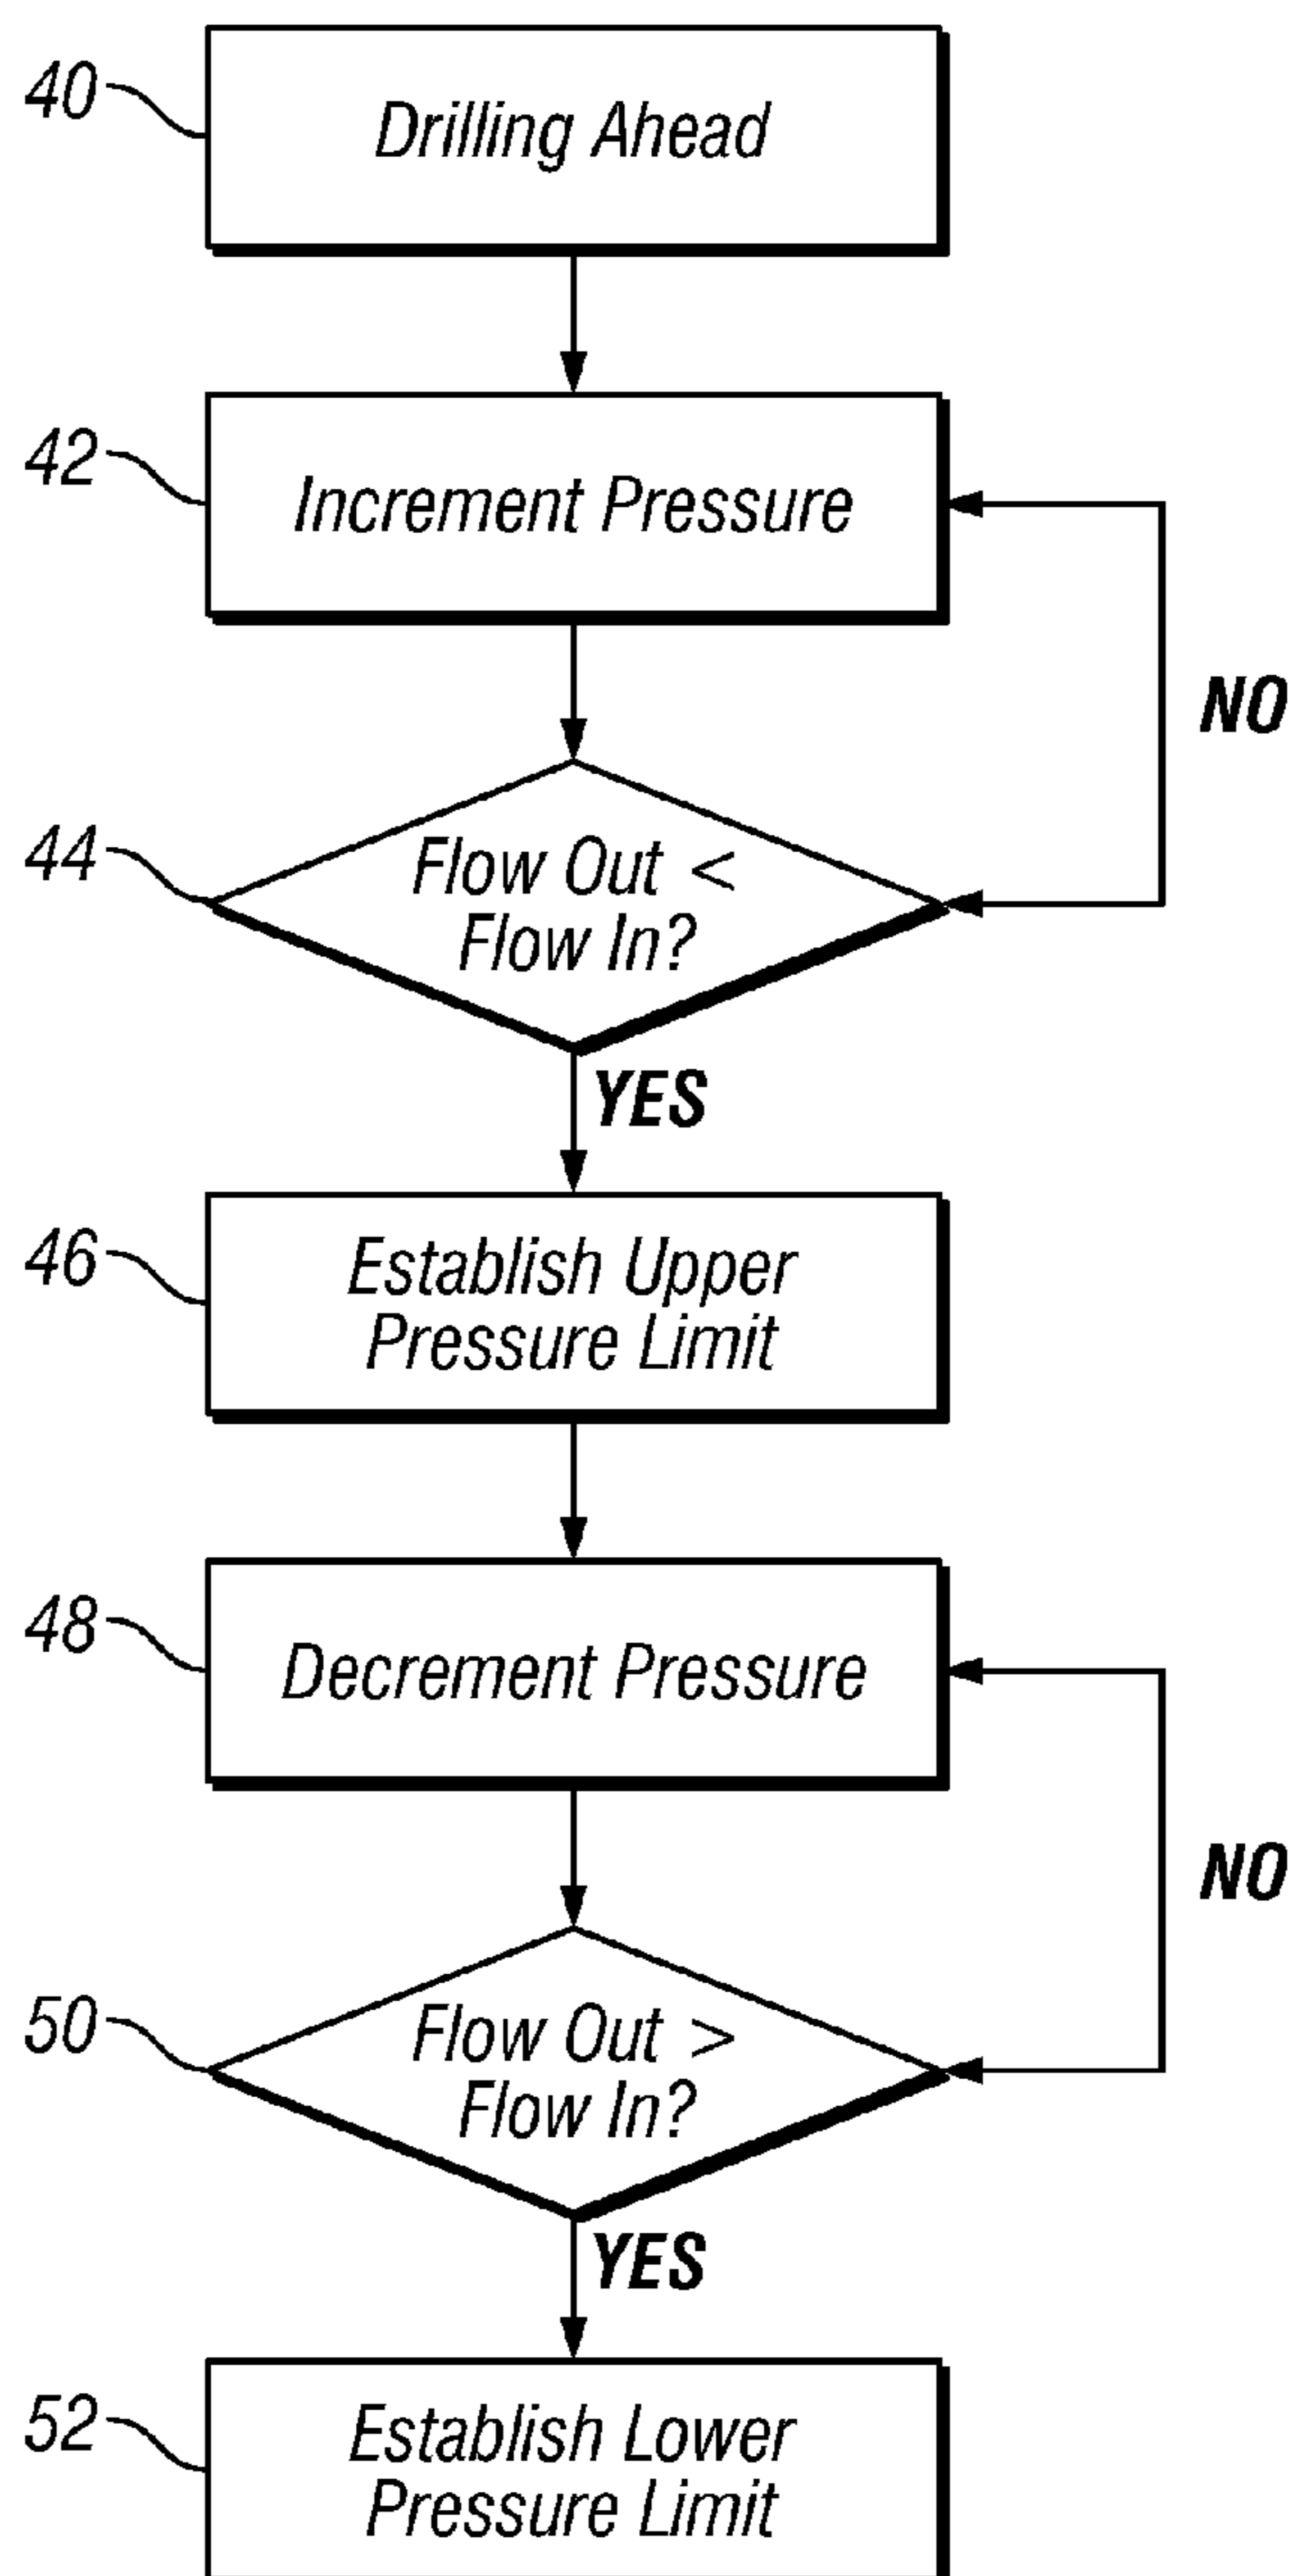 40
Drilling Ahead
42
Increment Pressure
NO
44
Flow Out <
Flow In?
YES
46
Establish Upper
Pressure Limit
48
Decrement Pressure
NO
50
Flow Out >
Flow In?
YES
52
Establish Lower
Pressure Limit